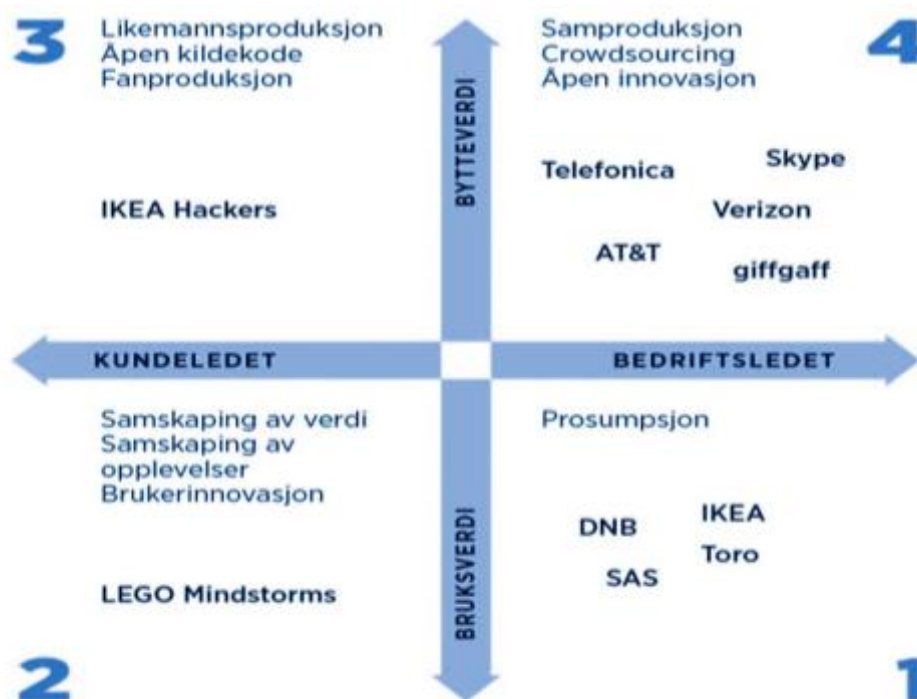 3
Likemannsproduksjon
Åpen kildekode
Fanproduksjon
IKEA Hackers
BYTTEVERDI
Samproduksjon
Crowdsourcing
Åpen innovasjon
4
Telefonica
Skype
Verizon
AT&T
giffgaff
KUNDELEDET
BEDRIFTSLEDET
Samskaping av verdi
Samskaping av
opplevelser
Brukerinnovasjon
LEGO Mindstorms
2
BRUKSVERDI
Prosumpsjon
DNB
IKEA
Toro
SAS
1